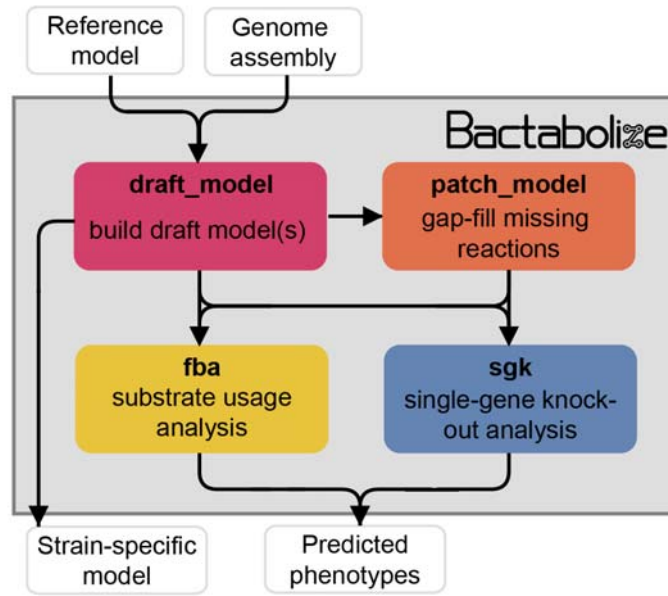 Reference
model
Genome
assembly
Bactabolize
draft_model
build draft model(s)
patch_model
gap-fill missing
reactions
fba
substrate usage
analysis
sgk
single-gene knock-
out analysis
Strain-specific
model
Predicted
phenotypes